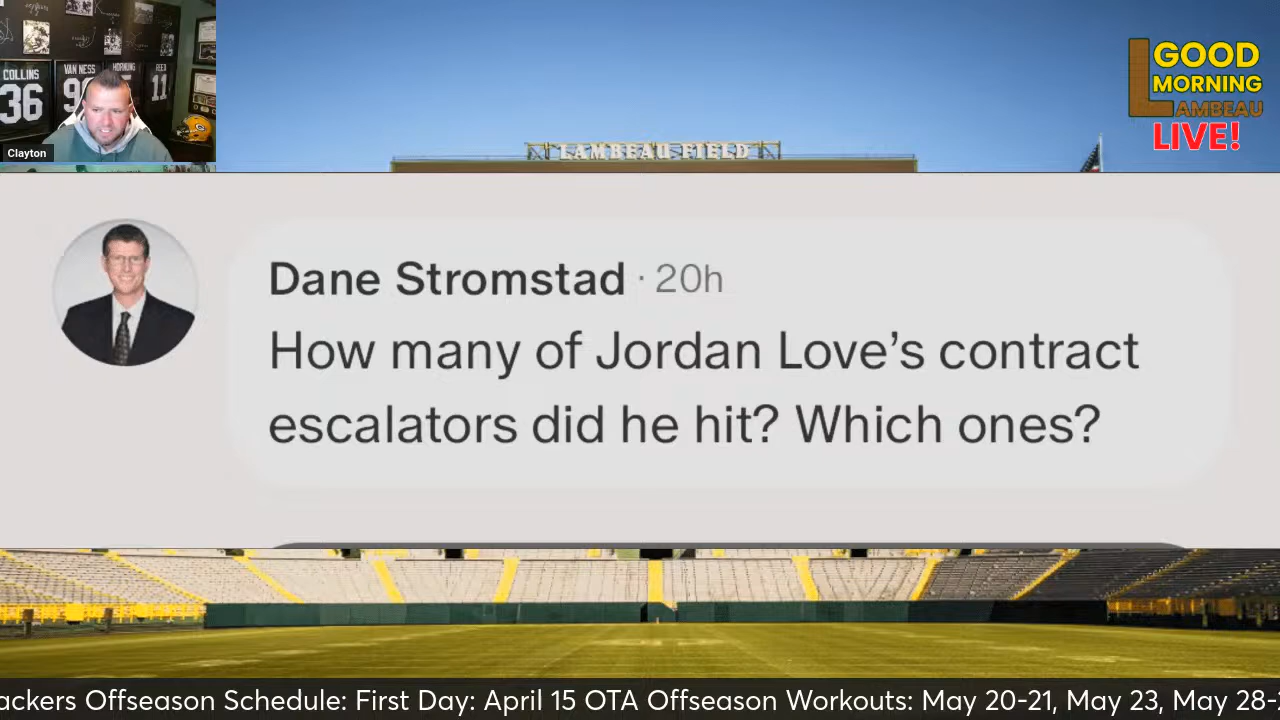 COLLINS
36
VAN NESS
HORNUNG
REED
11
Clayton
GOOD
MORNING
LAMBEAU
LIVE!
LAMBEAU FIELD
Dane Stromstad · 20h
How many of Jordan Love’s contract
escalators did he hit? Which ones?
ackers Offseason Schedule: First Day: April 15 OTA Offseason Workouts: May 20-21, May 23, May 28-2